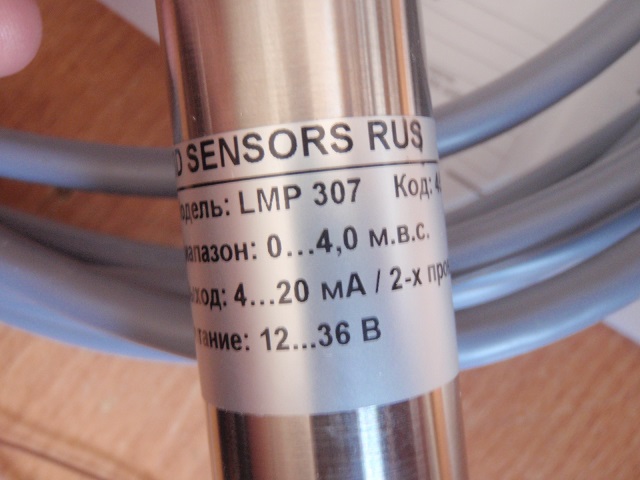 D SENSORS RUS
одель: LMP 307 Код: 4
иапазон: 0...4,0 м.в.с.
ыход: 4...20 мА / 2-х про
тание: 12...36 В